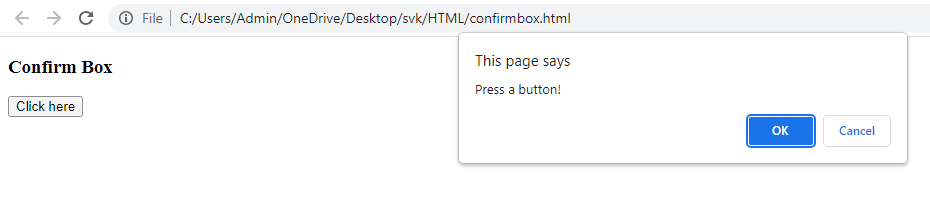 File | C:/Users/Admin/OneDrive/Desktop/svk/HTML/confirmbox.html
Confirm Box
Click here
This page says
Press a button!
OK Cancel